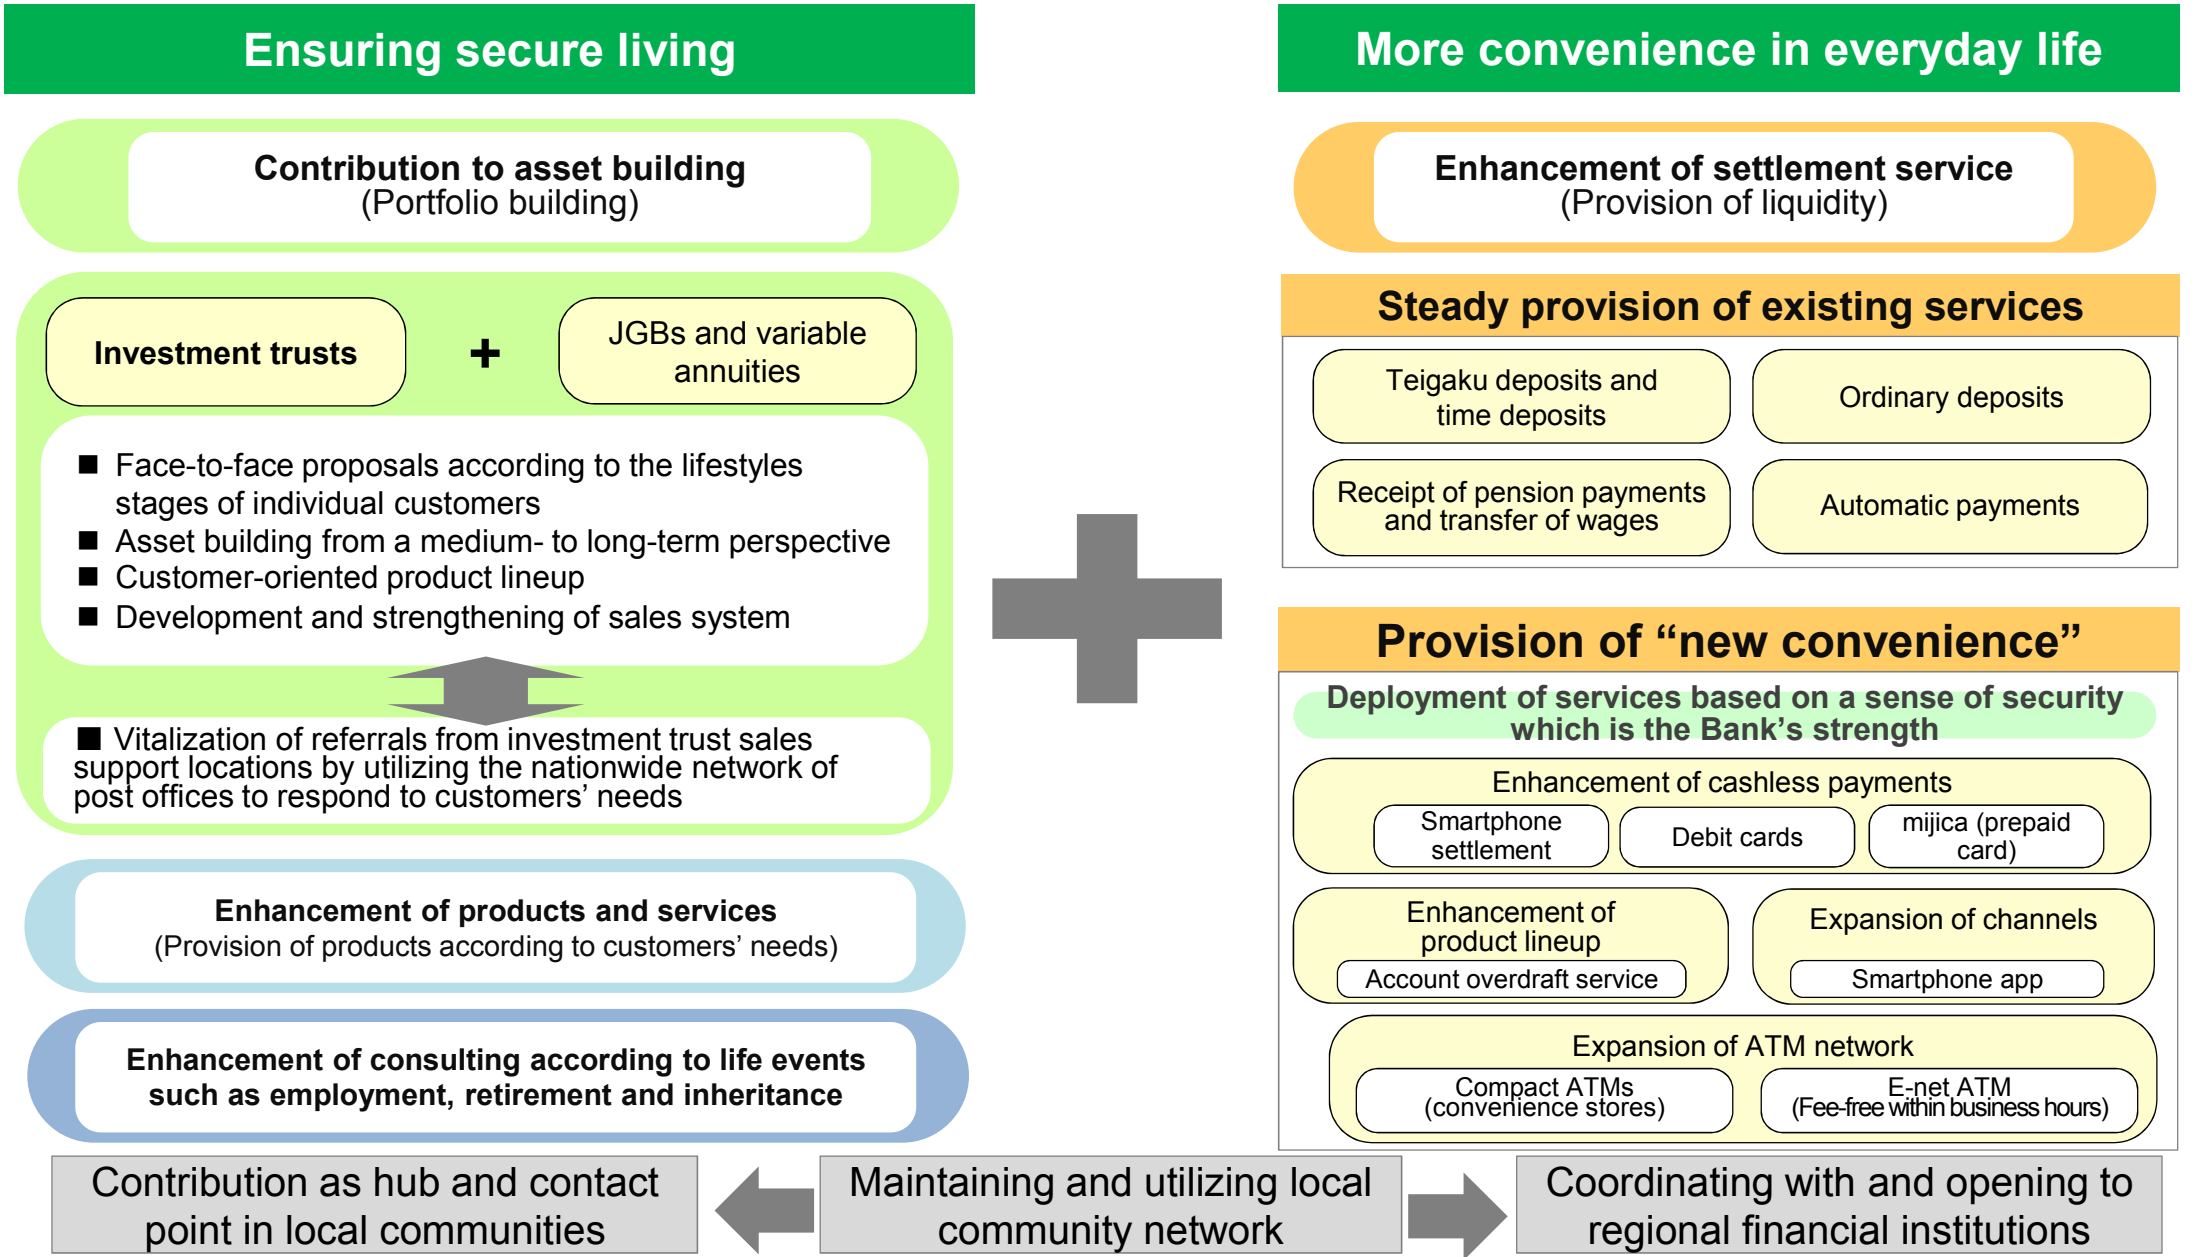 Ensuring secure living
Contribution to asset building
(Portfolio building)
Investment trusts
+
JGBs and variable
annuities
■ Face-to-face proposals according to the lifestyles
stages of individual customers
■ Asset building from a medium- to long-term perspective
■ Customer-oriented product lineup
■ Development and strengthening of sales system
■ Vitalization of referrals from investment trust sales
support locations by utilizing the nationwide network of
post offices to respond to customers’ needs
Enhancement of products and services
(Provision of products according to customers’ needs)
Enhancement of consulting according to life events
such as employment, retirement and inheritance
More convenience in everyday life
Enhancement of settlement service
(Provision of liquidity)
Steady provision of existing services
Teigaku deposits and
time deposits
Ordinary deposits
Receipt of pension payments
and transfer of wages
Automatic payments
Provision of “new convenience”
Deployment of services based on a sense of security
which is the Bank’s strength
Enhancement of cashless payments
Smartphone
settlement
Debit cards
mijica (prepaid
card)
Enhancement of
product lineup
Account overdraft service
Expansion of channels
Smartphone app
Expansion of ATM network
Compact ATMs
(convenience stores)
E-net ATM
(Fee-free within business hours)
Contribution as hub and contact
point in local communities
Maintaining and utilizing local
community network
Coordinating with and opening to
regional financial institutions